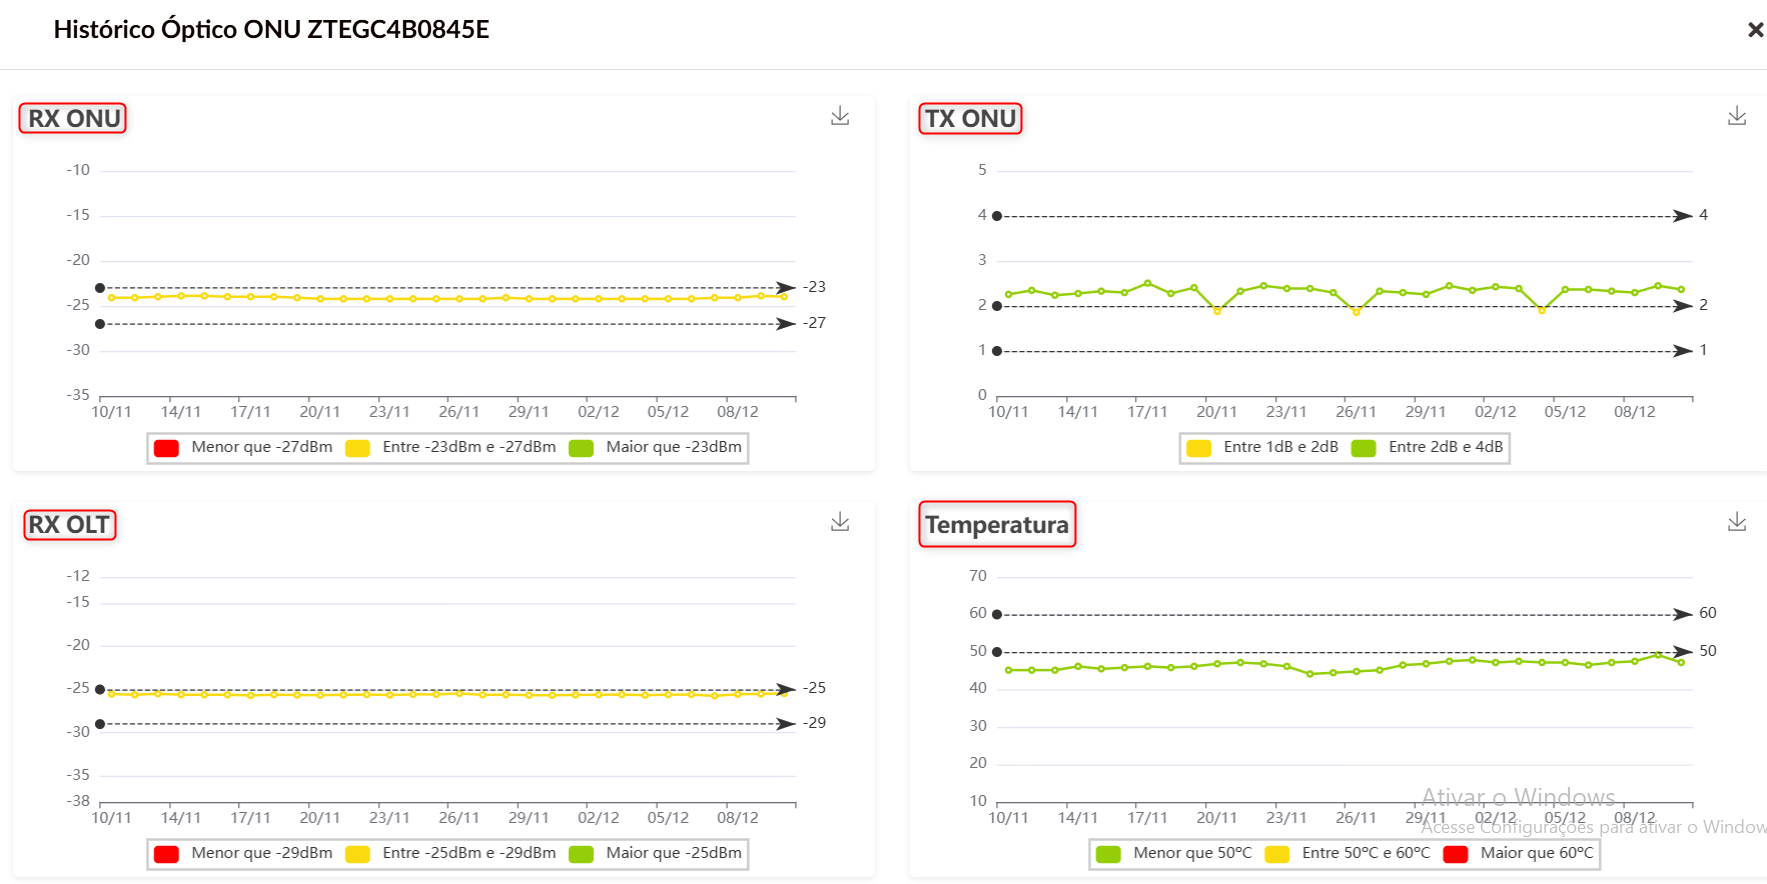 Histórico Óptico ONU ZTEGC4B0845E
RX ONU
-10
-15
-20
-25
-30
-35
-23
-27
10/11 14/11 17/11 20/11 23/11 26/11 29/11 02/12 05/12 08/12
Menor que -27dBm Entre -23dBm e -27dBm Maior que -23dBm
TX ONU
5
4
3
2
1
0
4
2
1
10/11 14/11 17/11 20/11 23/11 26/11 29/11 02/12 05/12 08/12
Entre 1dB e 2dB Entre 2dB e 4dB
RX OLT
-12
-15
-20
-25
-30
-35
-38
-25
-29
10/11 14/11 17/11 20/11 23/11 26/11 29/11 02/12 05/12 08/12
Menor que -29dBm Entre -25dBm e -29dBm Maior que -25dBm
Temperatura
70
60
50
40
30
20
10
60
50
10/11 14/11 17/11 20/11 23/11 26/11 29/11 02/12 05/12 08/12
Menor que 50ºC Entre 50ºC e 60ºC Maior que 60ºC
Ativar o Windows
Acesse Configurações para ativar o Window